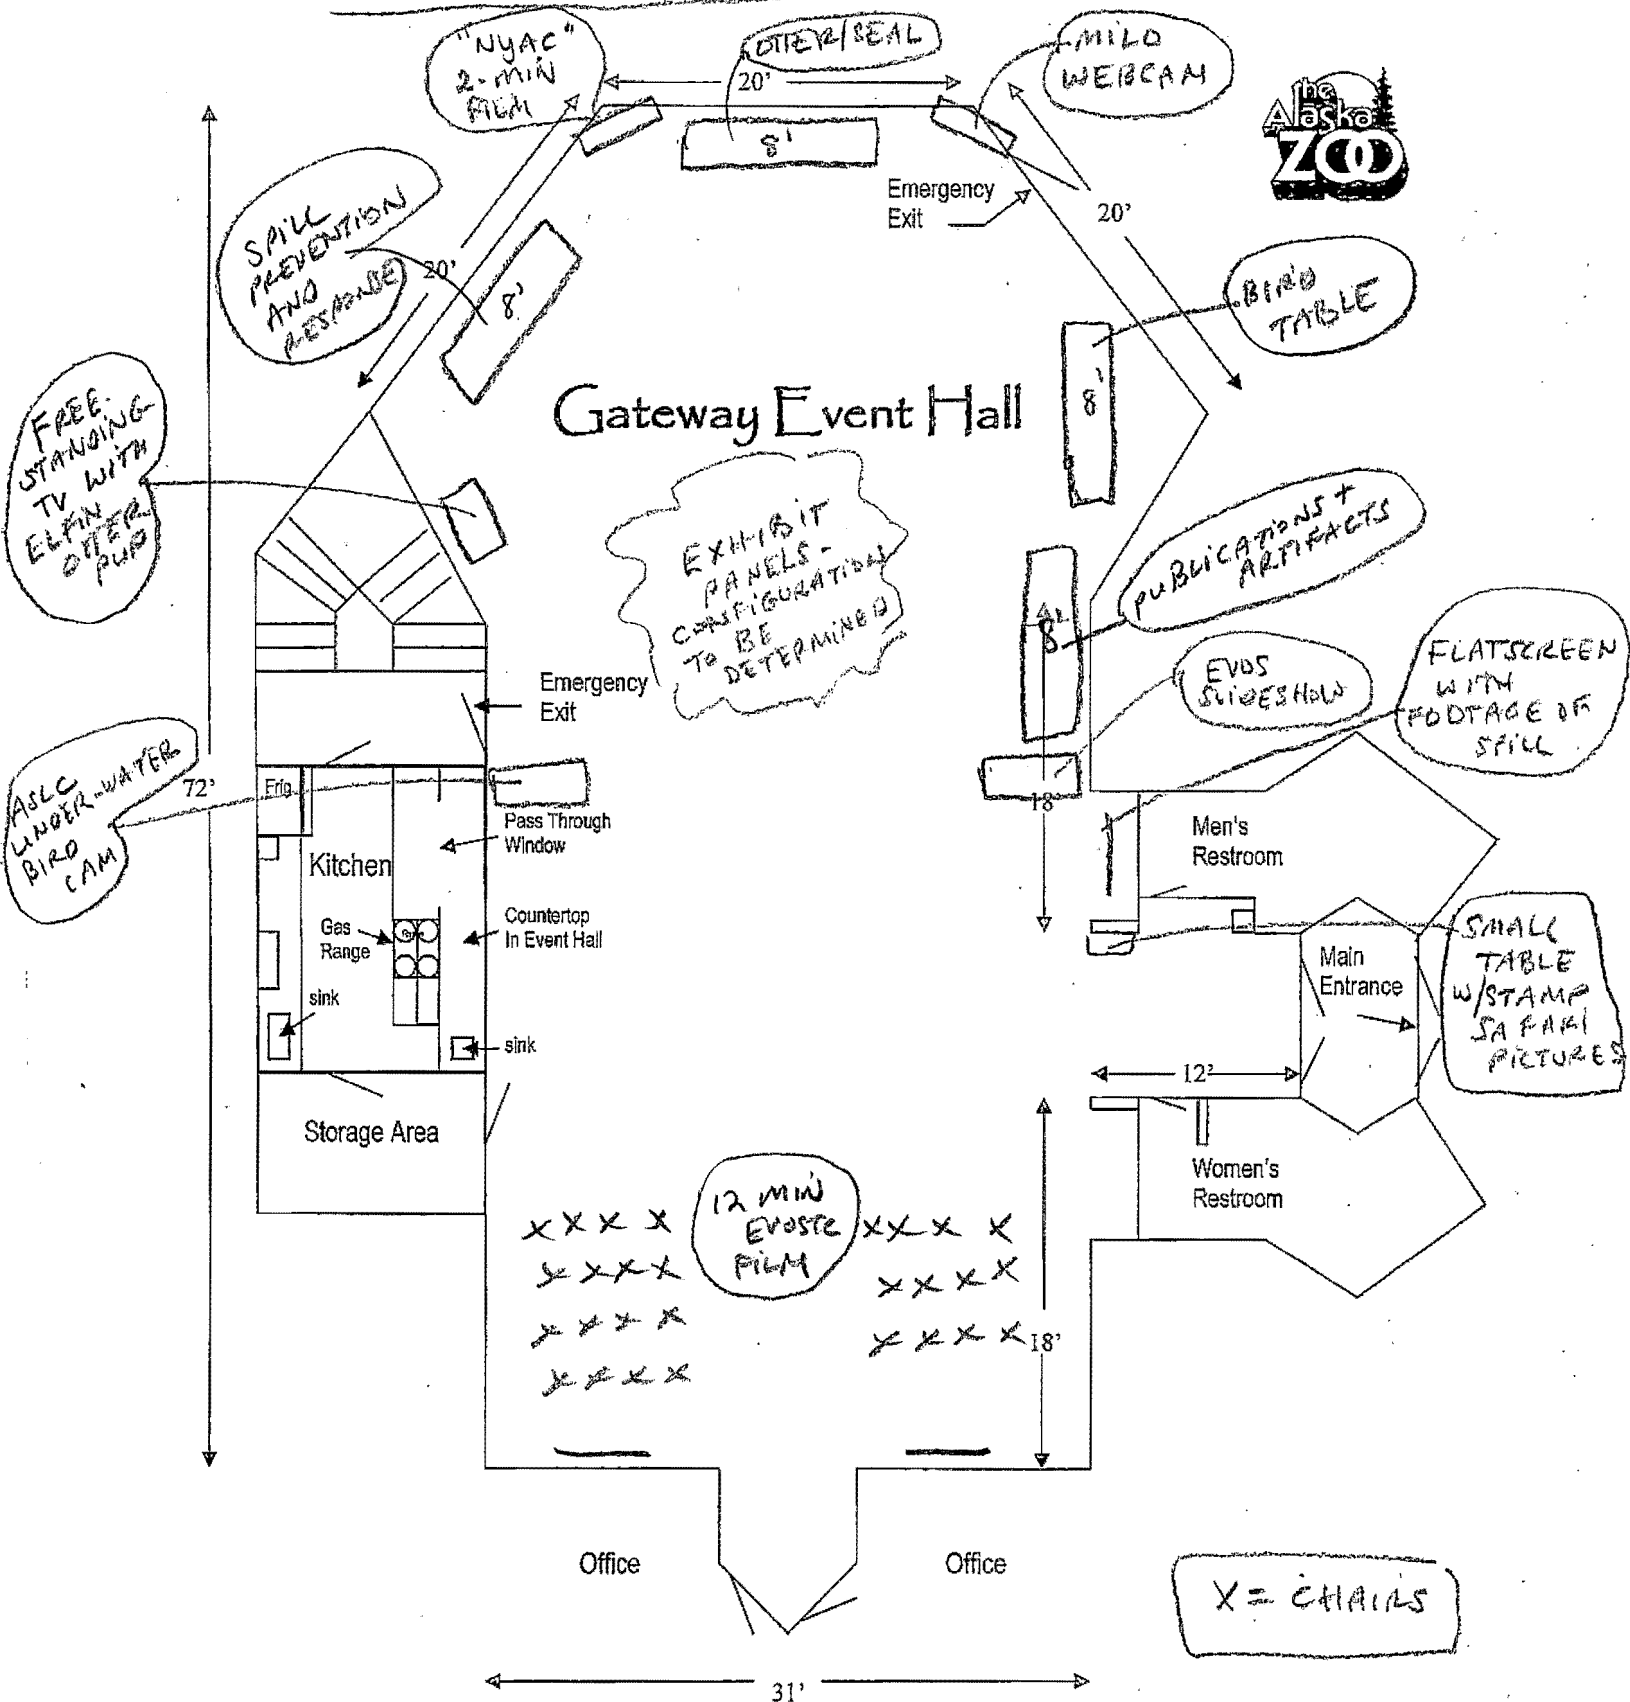 "NYAC"
2-MIN
FILM
OTTER/SEAL
20'
MILO
WEBCAM
The
Alaska
ZOO
8'
Emergency
Exit
20'
SPILL
PREVENTION
AND
RESPONSE
20'
8'
BIRD
TABLE
8'
Gateway Event Hall
FREE-
STANDING
TV WITH
ELFIN
OTTER
PUP
EXHIBIT
PANELS-
CONFIGURATION
TO BE
DETERMINED
PUBLICATIONS +
ARTIFACTS
8'
EVOS
SLIDESHOW
FLATSCREEN
WITH
FOOTAGE OF
SPILL
Emergency
Exit
ASLC
UNDER-WATER
BIRD
CAM
72'
Frig
18'
Pass Through
Window
Kitchen
Men's
Restroom
Gas
Range
Countertop
In Event Hall
Main
Entrance
SMALL
TABLE
W/STAMP
SAFARI
PICTURES
sink
sink
12'
Storage Area
Women's
Restroom
12 MIN
EVOSTC
FILM
X X X X X X X X
X X X X X X X X
X X X X X X X X
X X X X
18'
Office
Office
X = CHAIRS
31'